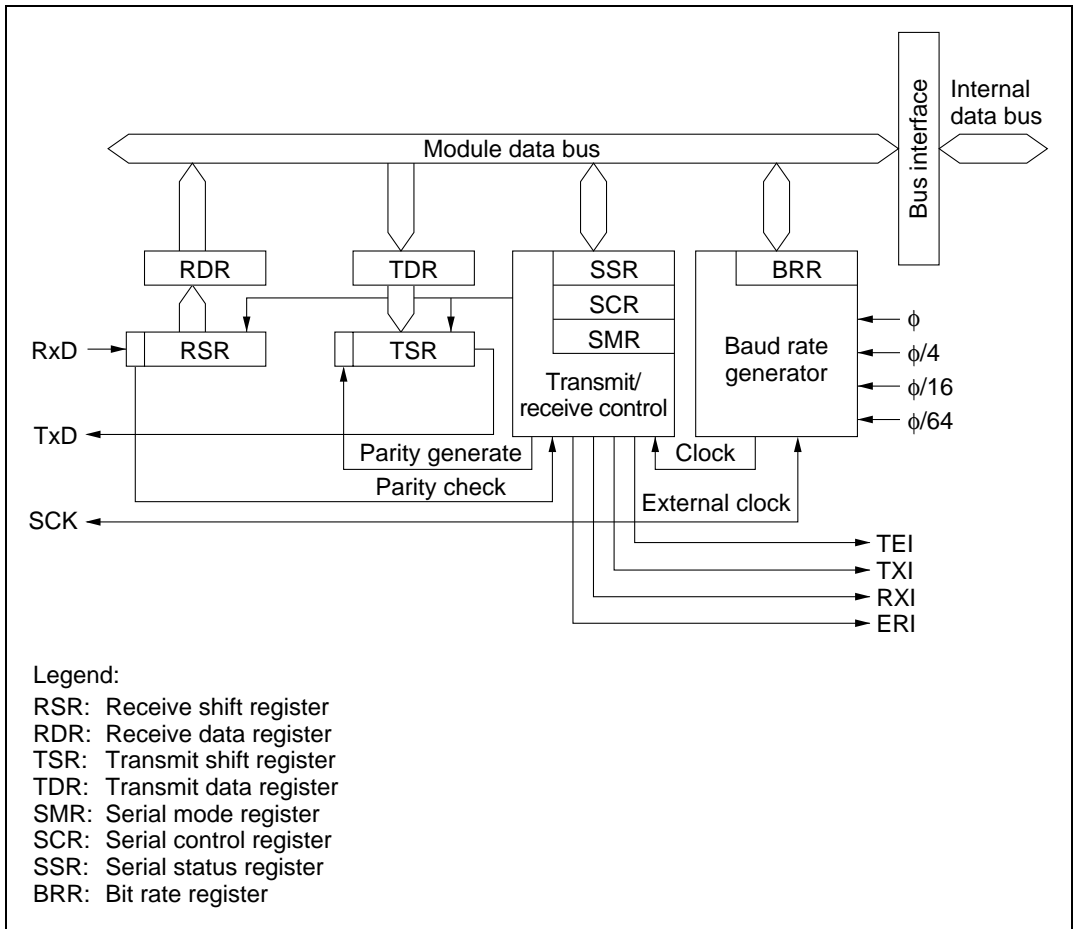 Internal
data bus
Bus interface
Module data bus
RDR
TDR
SSR
BRR
SCR
RSR
TSR
SMR
RxD
Transmit/
receive control
Baud rate
generator
ϕ
ϕ/4
ϕ/16
ϕ/64
TxD
Parity generate
Clock
Parity check
External clock
SCK
TEI
TXI
RXI
ERI
Legend:
RSR: Receive shift register
RDR: Receive data register
TSR: Transmit shift register
TDR: Transmit data register
SMR: Serial mode register
SCR: Serial control register
SSR: Serial status register
BRR: Bit rate register